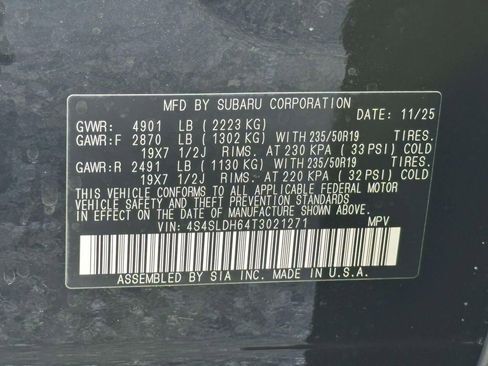 MFD BY SUBARU CORPORATION
DATE: 11/25
GVWR: 4901 LB ( 2223 KG)
GAWR:F 2870 LB ( 1302 KG) WITH 235/50R19 TIRES.
19X7 1/2J RIMS. AT 230 KPA ( 33 PSI) COLD
GAWR:R 2491 LB ( 1130 KG) WITH 235/50R19 TIRES.
19X7 1/2J RIMS. AT 220 KPA ( 32 PSI) COLD
THIS VEHICLE CONFORMS TO ALL APPLICABLE FEDERAL MOTOR
VEHICLE SAFETY AND THEFT PREVENTION STANDARDS
IN EFFECT ON THE DATE OF MANUFACTURE SHOWN ABOVE.
VIN: 4S4SLDH64T3021271 MPV
ASSEMBLED BY SIA INC. MADE IN U.S.A.